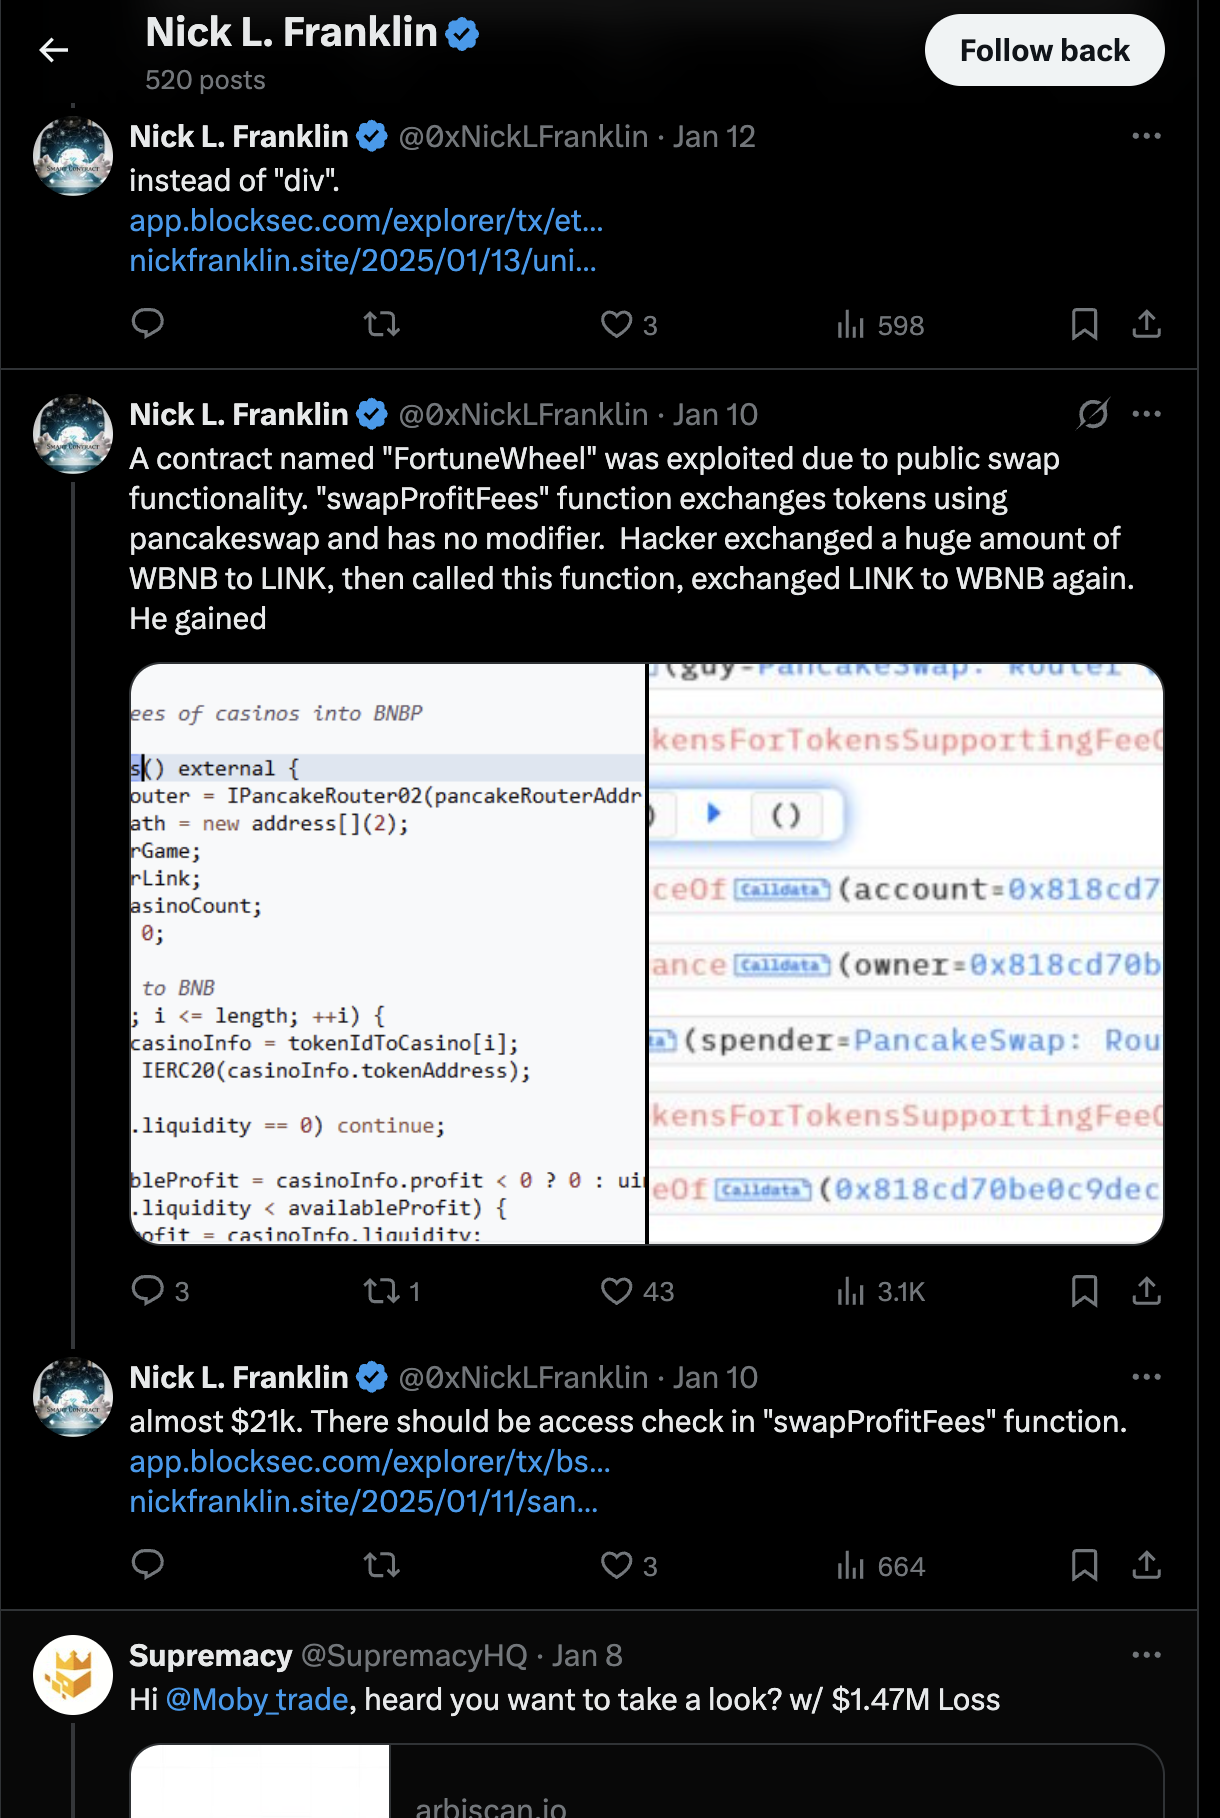 Nick L. Franklin
520 posts
Follow back
Nick L. Franklin @0xNickLFranklin · Jan 12
instead of "div".
app.blocksec.com/explorer/tx/et...
nickfranklin.site/2025/01/13/uni...
3
598
Nick L. Franklin @0xNickLFranklin · Jan 10
A contract named "FortuneWheel" was exploited due to public swap
functionality. "swapProfitFees" function exchanges tokens using
pancakeswap and has no modifier.  Hacker exchanged a huge amount of
WBNB to LINK, then called this function, exchanged LINK to WBNB again.
He gained
ees of casinos into BNBP
s() external {
outer = IPancakeRouter02(pancakeRouterAddr
ath = new address[](2);
rGame;
rLink;
asinoCount;
0;
to BNB
; i <= length; ++i) {
casinoInfo = tokenIdToCasino[i];
IERC20(casinoInfo.tokenAddress);
.liquidity == 0) continue;
bleProfit = casinoInfo.profit < 0 ? 0 : ui
.liquidity < availableProfit) {
ofit = casinoInfo.liquidity;
(guy=PancakeSwap: Router
kensForTokensSupportingFee
) ()
ceOf Calldata (account=0x818cd7
ance Calldata (owner=0x818cd70b
(spender=PancakeSwap: Rou
kensForTokensSupportingFee
eOf Calldata (0x818cd70be0c9dec
3
1
43
3.1K
Nick L. Franklin @0xNickLFranklin · Jan 10
almost $21k. There should be access check in "swapProfitFees" function.
app.blocksec.com/explorer/tx/bs...
nickfranklin.site/2025/01/11/san...
3
664
Supremacy @SupremacyHQ · Jan 8
Hi @Moby_trade, heard you want to take a look? w/ $1.47M Loss
arbiscan.io